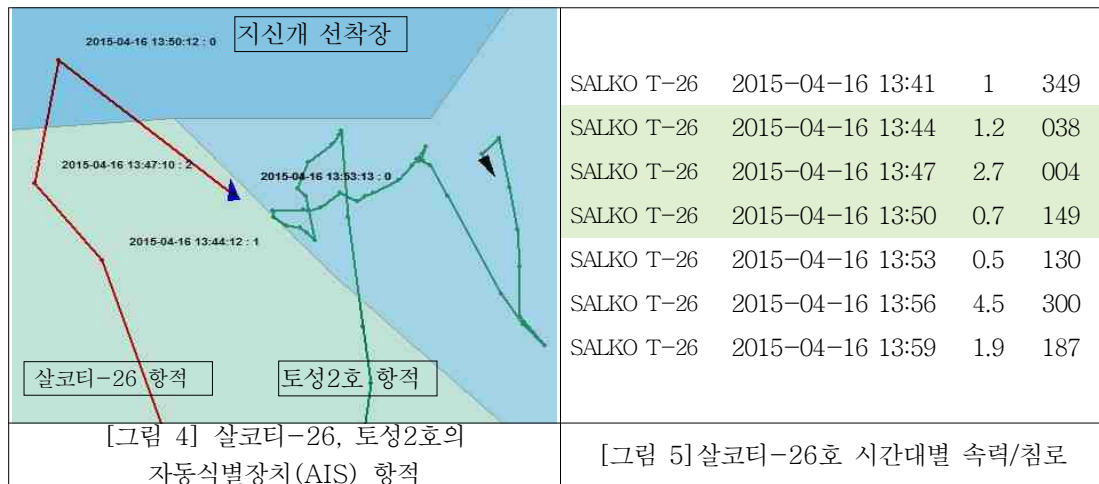 지신개 선착장
2015-04-16 13:50:12 : 0
2015-04-16 13:47:10 : 2
2015-04-16 13:53:13 : 0
2015-04-16 13:44:12 : 1
살코티-26 항적
토성2호 항적
[그림 4] 살코티-26, 토성2호의
자동식별장치(AIS) 항적
SALKO T-26 2015-04-16 13:41 1 349
SALKO T-26 2015-04-16 13:44 1.2 038
SALKO T-26 2015-04-16 13:47 2.7 004
SALKO T-26 2015-04-16 13:50 0.7 149
SALKO T-26 2015-04-16 13:53 0.5 130
SALKO T-26 2015-04-16 13:56 4.5 300
SALKO T-26 2015-04-16 13:59 1.9 187
[그림 5]살코티-26호 시간대별 속력/침로